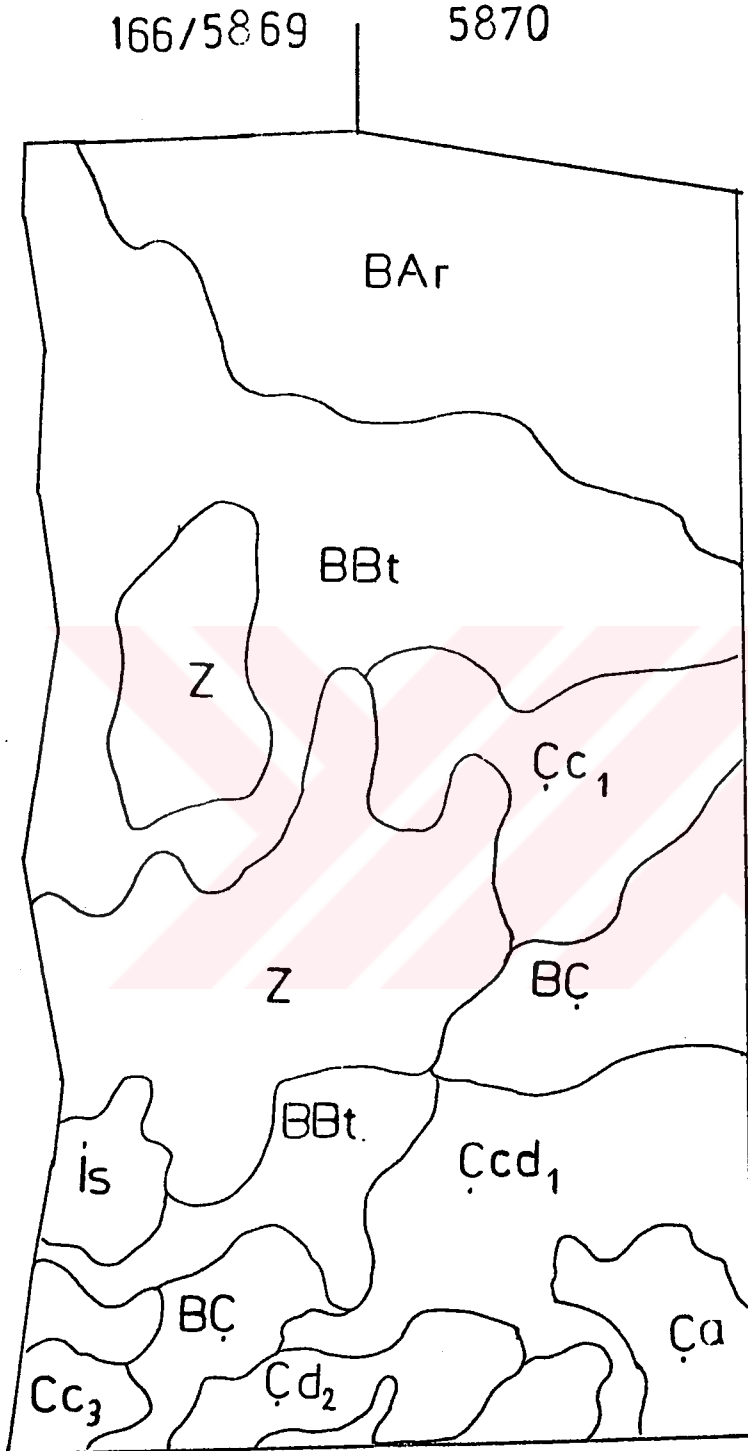 166/5869 5870
BAr
BBt
Z
Çc₁
Z
BÇ
BBt
İs
Çcd₁
BÇ
Ça
Çd₂
Cc₃